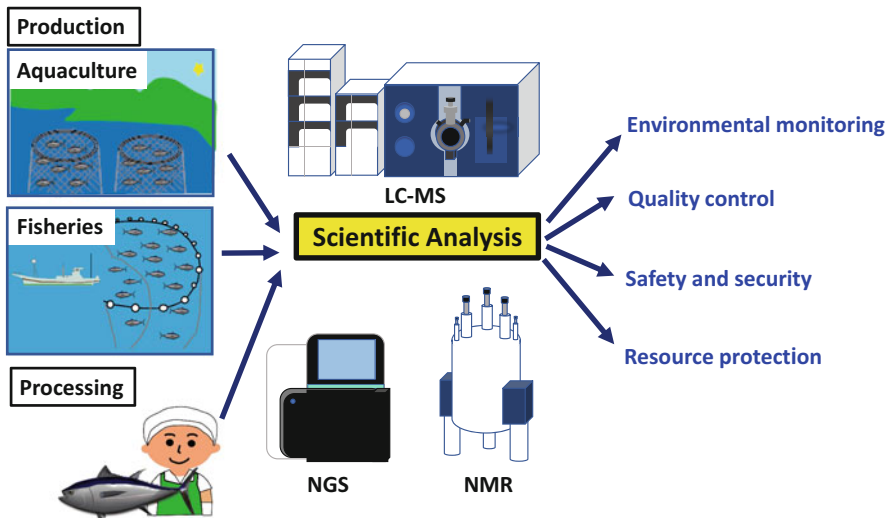 Production
Aquaculture
Fisheries
Processing
LC-MS
Scientific Analysis
NGS
NMR
Environmental monitoring
Quality control
Safety and security
Resource protection